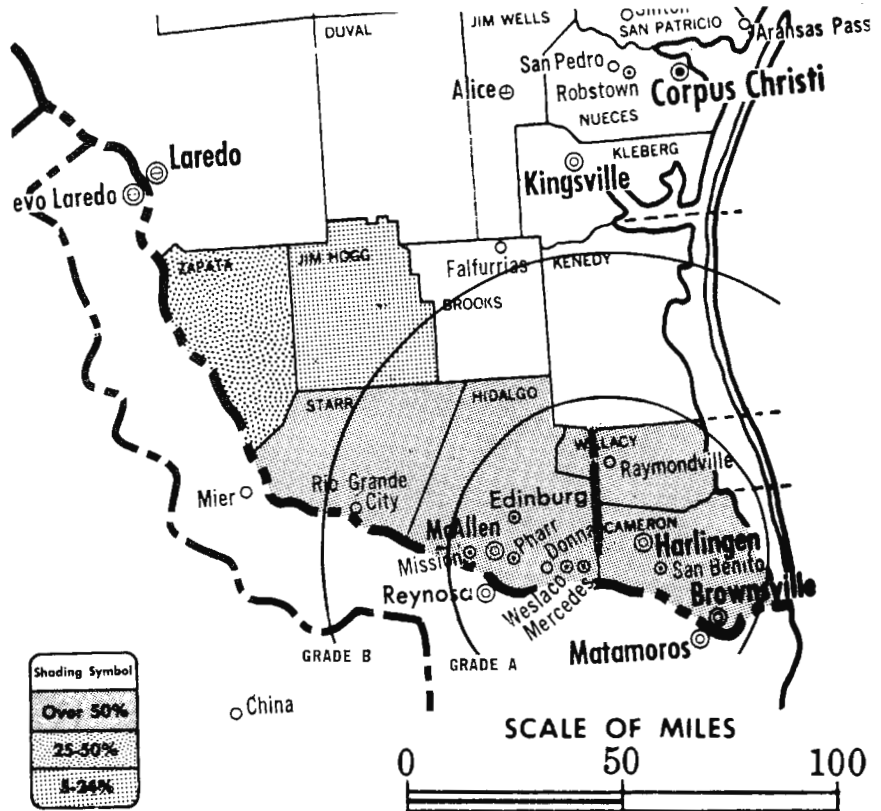 DUVAL
JIM WELLS
SAN PATRICIO
Aransas Pass
San Pedro
Robstown
Corpus Christi
NUECES
Alice
KLEBERG
Kingsville
Laredo
evo Laredo
ZAPATA
JIM HOGG
Falfurrias
KENEDY
BROOKS
STARR
HIDALGO
WILLACY
Raymondville
Mier
Rio Grande
City
Edinburg
McAllen
Mission
Pharr
Donna
CAMERON
Harlingen
San Benito
Weslaco
Mercedes
Reynosa
Brownsville
Matamoros
GRADE B
GRADE A
China
Shading Symbol
Over 50%
25-50%
5-24%
SCALE OF MILES
0
50
100